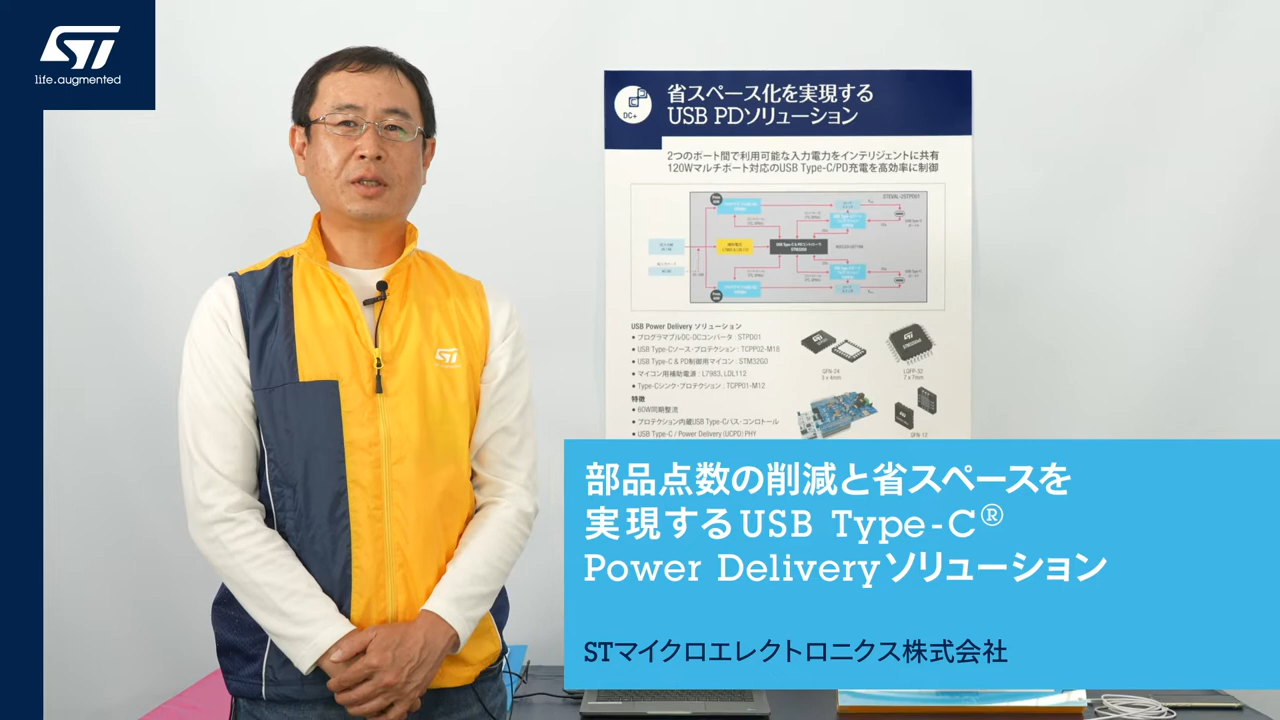 ST
life.augmented
DC+
省スペース化を実現する
USB PDソリューション
2つのポート間で利用可能な入力電力をインテリジェントに共有
120Wマルチポート対応のUSB Type-C/PD充電を高効率に制御
STEVAL-2STPD01
USB Power Delivery ソリューション
• プログラマブルDC-DCコンバータ : STPD01
• USB Type-Cソース・プロテクション : TCPP02-M18
• USB Type-C & PD制御用マイコン : STM32G0
• マイコン用補助電源 : L7983, LDL112
• Type-Cシンク・プロテクション : TCPP01-M12
特徴
• 60W同期整流
• プロテクション内蔵USB Type-Cバス・コントロール
• USB Type-C / Power Delivery (UCPD) PHY
QFN-24
LQFP-32
7 x 7mm
QFN-12
ST
部品点数の削減と省スペースを
実現するUSB Type-C®
Power Deliveryソリューション
STマイクロエレクトロニクス株式会社